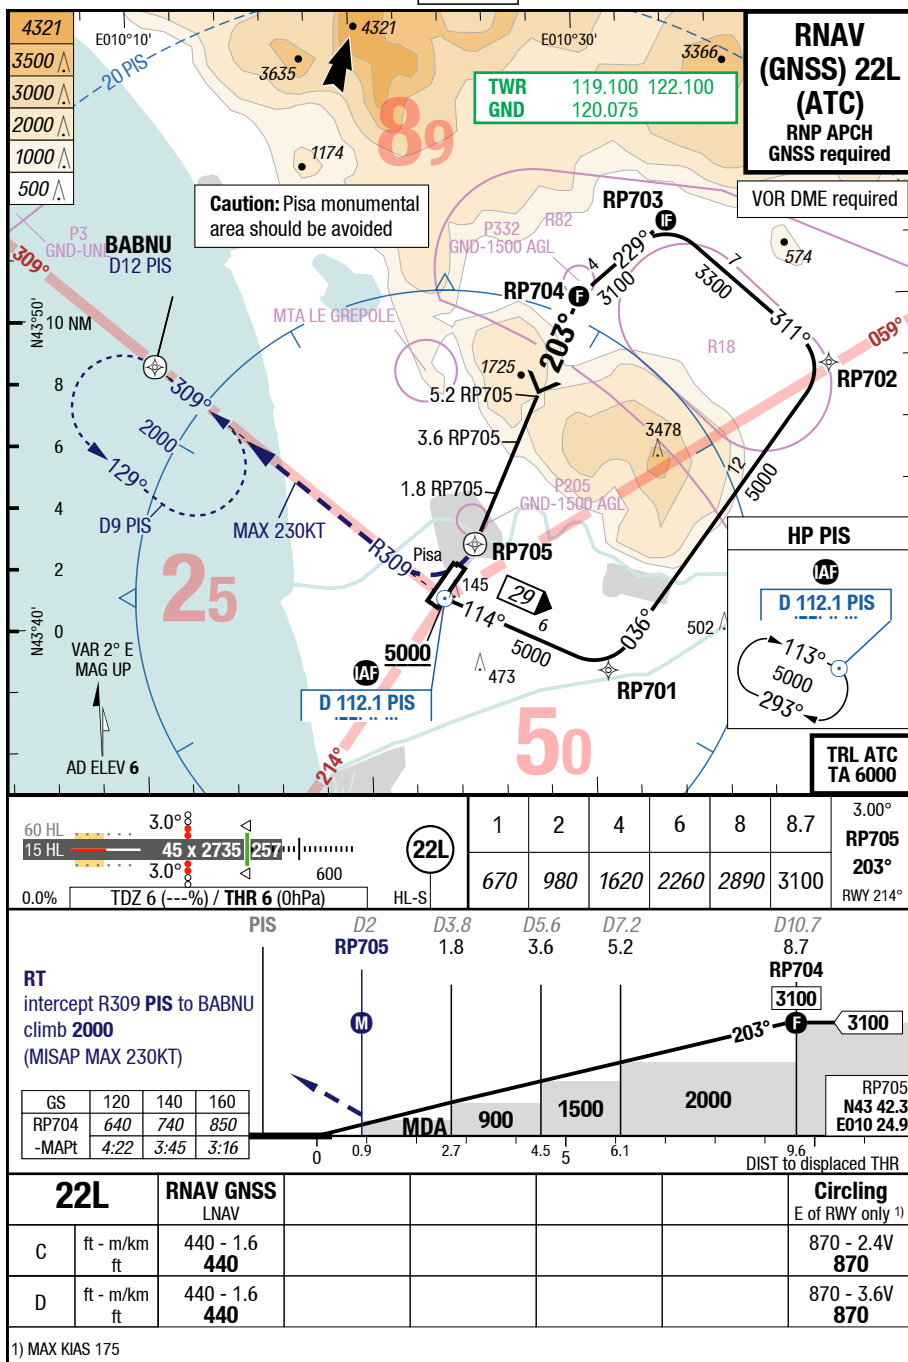 4321
3500
3000
2000
1000
500
E010°10'
20 PIS
3635
4321
1174
89
E010°30'
3366
TWR 119.100 122.100
GND 120.075
RNAV
(GNSS) 22L
(ATC)
RNP APCH
GNSS required
VOR DME required
Caution: Pisa monumental
area should be avoided
P3
GND-UNL
BABNU
D12 PIS
309°
P332
GND-1500 AGL
R82
RP703
IF
574
229°
4
3100
7
3300
311°
RP704
F
203°
MTA LE GREPOLE
R18
059°
RP702
N43°50'
10 NM
8
6
4
2
0
N43°40'
309°
2000
129°
D9 PIS
MAX 230KT
R309
1725
5.2 RP705
3.6 RP705
1.8 RP705
3478
12
5000
P205
GND-1500 AGL
RP705
Pisa
145
29
6
25
114°
5000
036°
502
RP701
473
5000
IAF
D 112.1 PIS
50
214°
VAR 2° E
MAG UP
AD ELEV 6
HP PIS
IAF
D 112.1 PIS
113°
5000
293°
TRL ATC
TA 6000
60 HL
15 HL
3.0°
45 x 2735 257
3.0°
600
0.0%
TDZ 6 (---%) / THR 6 (0hPa)
22L
HL-S
1 2 4 6 8 8.7
670 980 1620 2260 2890 3100
3.00°
RP705
203°
RWY 214°
PIS D2 D3.8 D5.6 D7.2 D10.7
RP705 1.8 3.6 5.2 8.7
RP704
3100
RT
intercept R309 PIS to BABNU
climb 2000
(MISAP MAX 230KT)
M
203°
F
3100
MDA
900
1500
2000
RP705
N43 42.3
E010 24.9
GS 120 140 160
RP704 640 740 850
-MAPt 4:22 3:45 3:16
0 0.9 2.7 4.5 5 6.1 9.6
DIST to displaced THR
22L
RNAV GNSS
LNAV
Circling
E of RWY only 1)
C ft - m/km 440 - 1.6 870 - 2.4V
ft 440 870
D ft - m/km 440 - 1.6 870 - 3.6V
ft 440 870
1) MAX KIAS 175